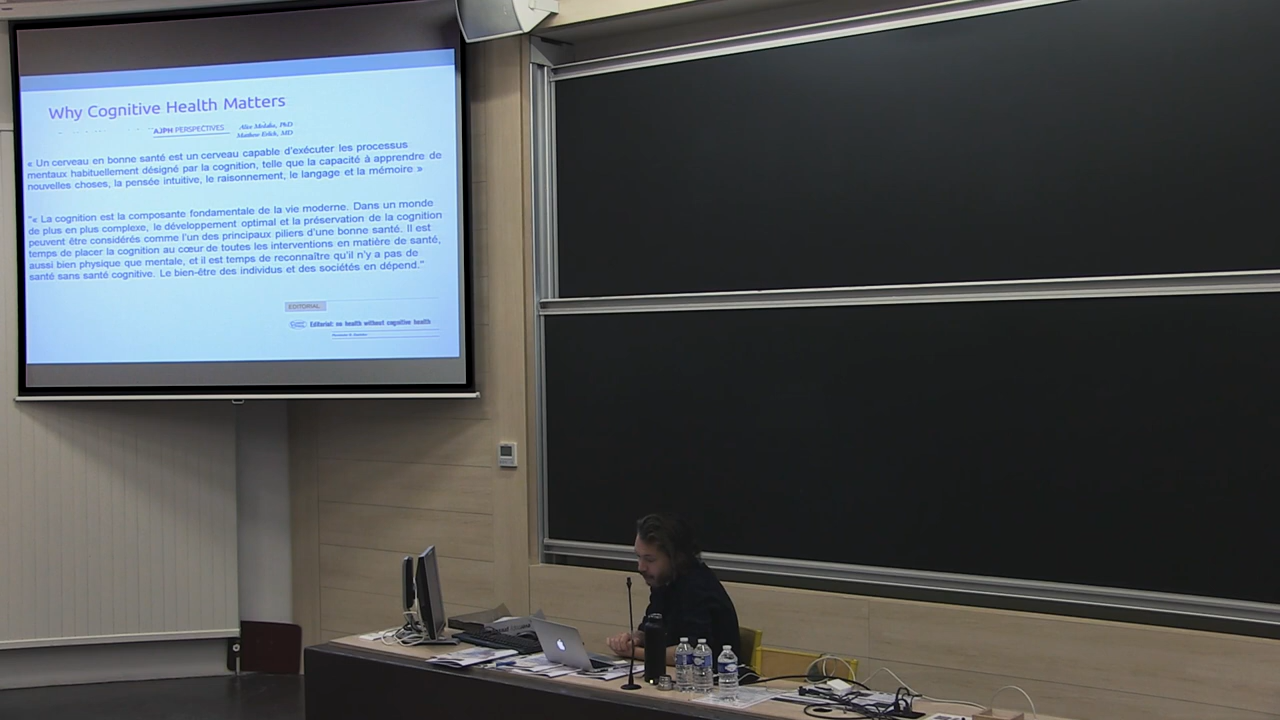 Why Cognitive Health Matters
AJPH PERSPECTIVES
PhD
MD
« Un cerveau en bonne santé est un cerveau capable d'exécuter les processus
mentaux habituellement désigné par la cognition, telle que la capacité à apprendre de
nouvelles choses, la pensée intuitive, le raisonnement, le langage et la mémoire »
"« La cognition est la composante fondamentale de la vie moderne. Dans un monde
de plus en plus complexe, le développement optimal et la préservation de la cognition
peuvent être considérés comme l'un des principaux piliers d'une bonne santé. Il est
temps de placer la cognition au cœur de toutes les interventions en matière de santé,
aussi bien physique que mentale, et il est temps de reconnaître qu'il n'y a pas de
santé sans santé cognitive. Le bien-être des individus et des sociétés en dépend."
EDITORIAL
Editorial: no health without cognitive health